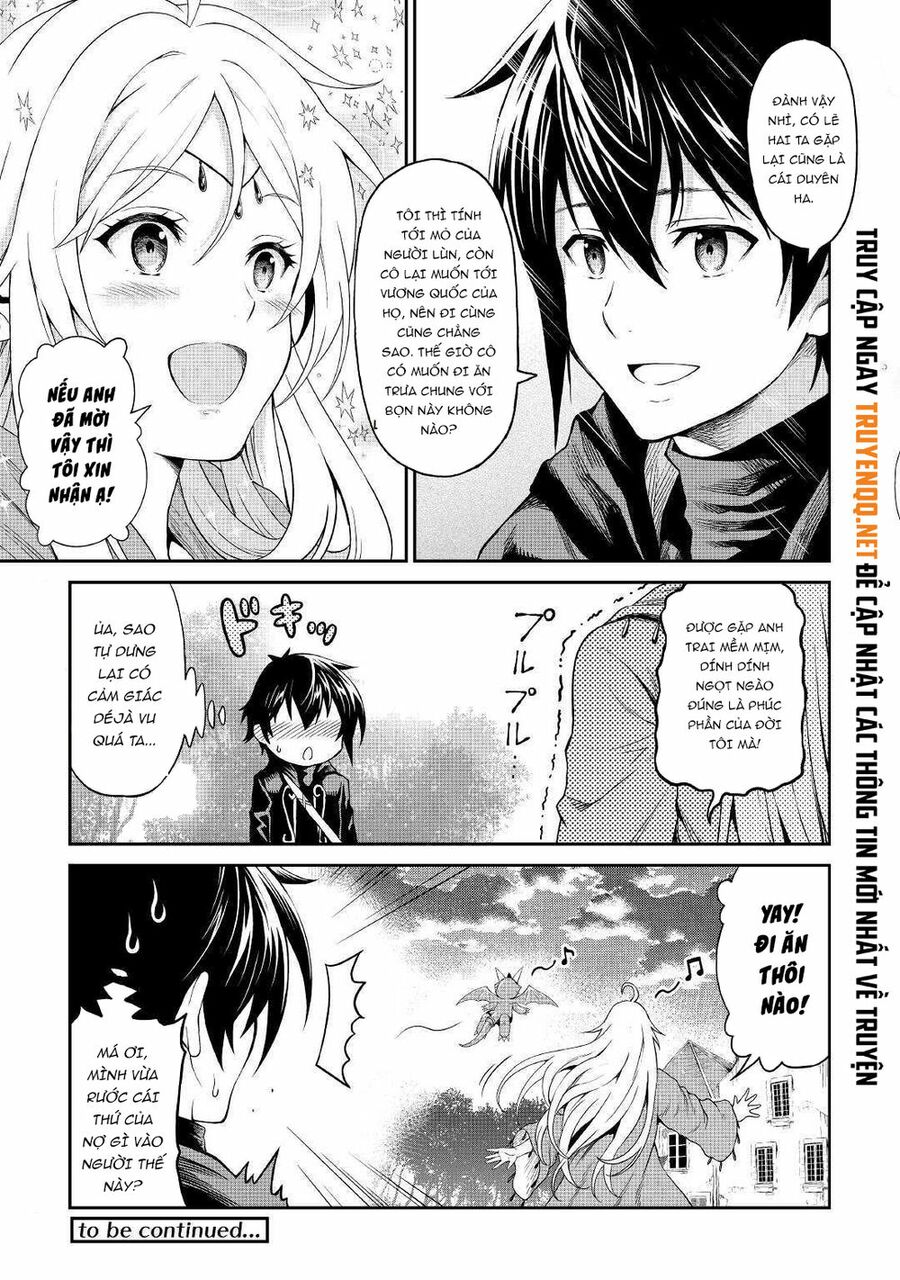 ĐÀNH VẬY
NHỈ, CÓ LẼ
HAI TA GẶP
LẠI CŨNG LÀ
CÁI DUYÊN
HA.
TÔI THÌ TÍNH
TỚI MỎ CỦA
NGƯỜI LÙN, CÒN
CÔ LẠI MUỐN TỚI
VƯƠNG QUỐC CỦA
HỌ, NÊN ĐI CÙNG
CŨNG CHẲNG
SAO. THẾ GIỜ CÔ
CÓ MUỐN ĐI ĂN
TRƯA CHUNG VỚI
BỌN NÀY KHÔNG
NÀO?
NẾU ANH
ĐÃ MỜI
VẬY THÌ
TÔI XIN
NHẬN Ạ!
ĐƯỢC GẶP ANH
TRAI MỀM MỊM,
DÍNH DÍNH
NGỌT NGÀO
ĐÚNG LÀ PHÚC
PHẦN CỦA ĐỜI
TÔI MÀ!
プルプル
ドキッ
ỦA, SAO
TỰ DƯNG
LẠI CÓ
CẢM GIÁC
DÉJÀ VU
QUÁ TA...
YAY!
ĐI ĂN
THÔI
NÀO!
MÁ ƠI,
MÌNH VỪA
RƯỚC CÁI
THỨ CỦA
NỢ GÌ VÀO
NGƯỜI THẾ
NÀY?
to be continued...
TRUY CẬP NGAY TRUYENQQ.NET ĐỂ CẬP NHẬT CÁC THÔNG TIN MỚI NHẤT VỀ TRUYỆN